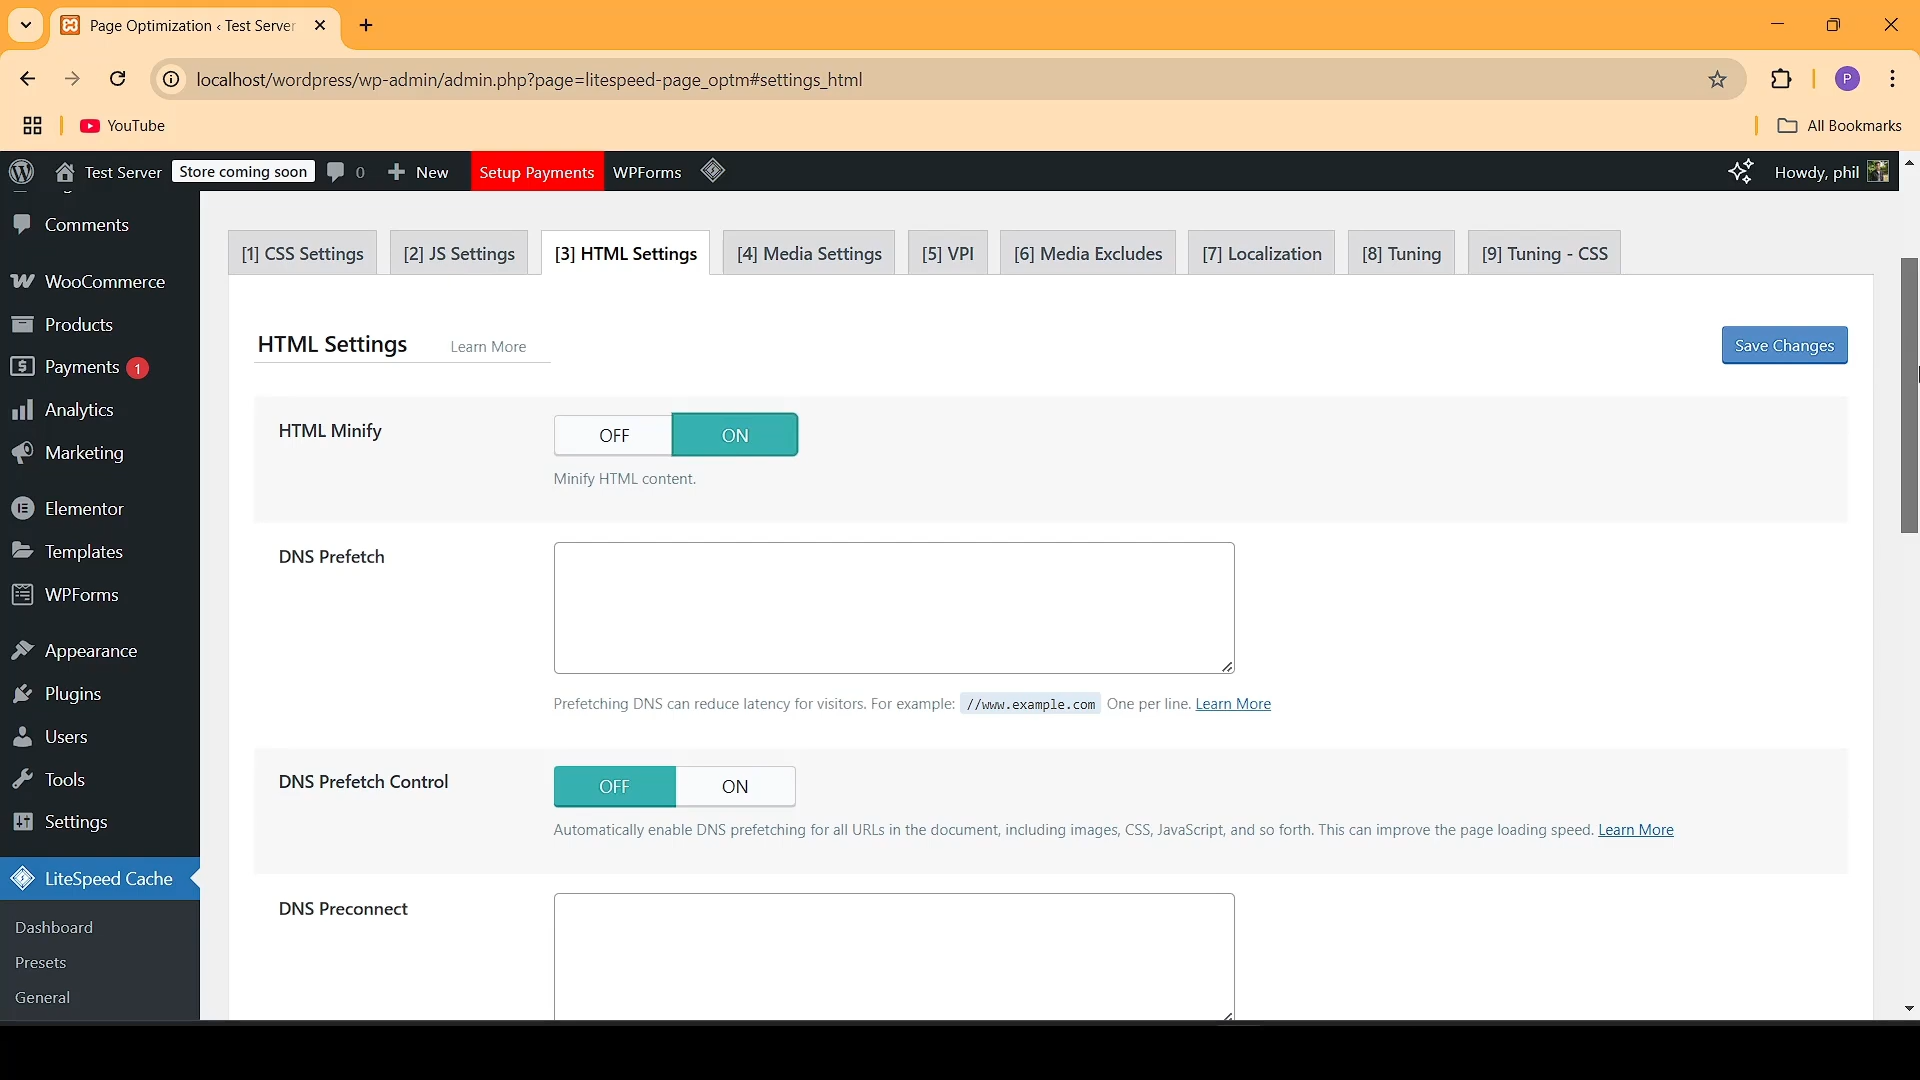 Page Optimization ‹ Test Server
localhost/wordpress/wp-admin/admin.php?page=litespeed-page_optm#settings_html
P
YouTube
All Bookmarks
Test Server
Store coming soon
0
New
Setup Payments
WPForms
Howdy, phil
Comments
WooCommerce
Products
Payments 1
Analytics
Marketing
Elementor
Templates
WPForms
Appearance
Plugins
Users
Tools
Settings
LiteSpeed Cache
Dashboard
Presets
General
[1] CSS Settings
[2] JS Settings
[3] HTML Settings
[4] Media Settings
[5] VPI
[6] Media Excludes
[7] Localization
[8] Tuning
[9] Tuning - CSS
HTML Settings
Learn More
Save Changes
HTML Minify
OFF
ON
Minify HTML content.
DNS Prefetch
Prefetching DNS can reduce latency for visitors. For example: //www.example.com One per line. Learn More
DNS Prefetch Control
OFF
ON
Automatically enable DNS prefetching for all URLs in the document, including images, CSS, JavaScript, and so forth. This can improve the page loading speed. Learn More
DNS Preconnect